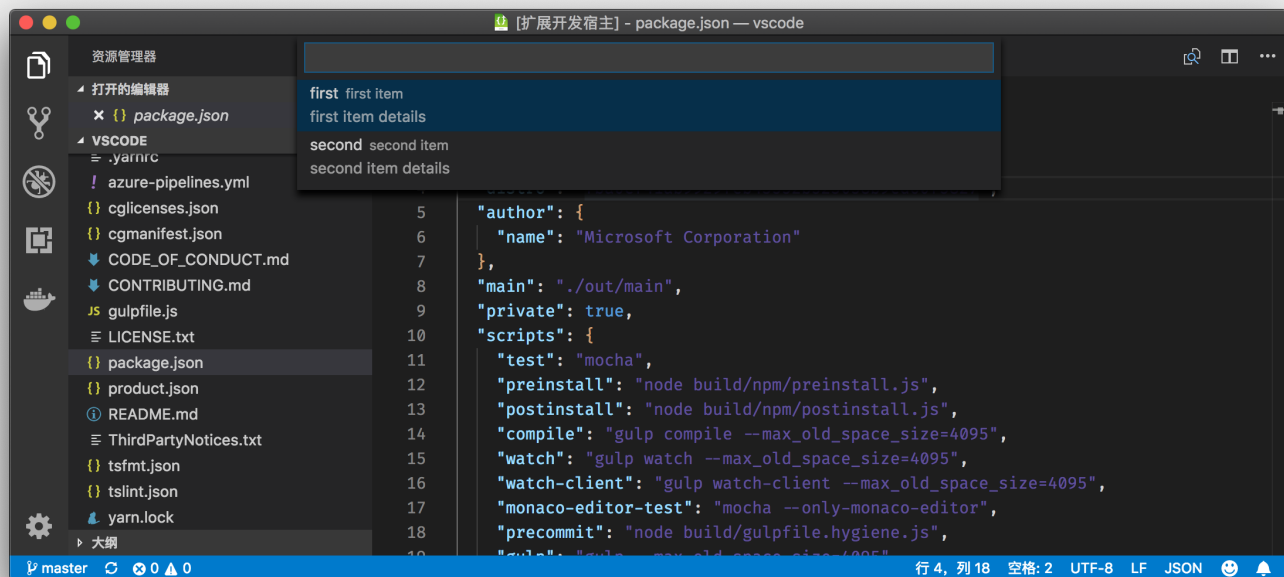 [扩展开发宿主] - package.json — vscode
资源管理器
打开的编辑器
package.json
VSCODE
.yarnrc
azure-pipelines.yml
cglicenses.json
cgmanifest.json
CODE_OF_CONDUCT.md
CONTRIBUTING.md
JS gulpfile.js
LICENSE.txt
{} package.json
{} product.json
README.md
ThirdPartyNotices.txt
{} tsfmt.json
{} tslint.json
yarn.lock
大纲
first first item
first item details
second second item
second item details
5 "author": {
6 "name": "Microsoft Corporation"
7 },
8 "main": "./out/main",
9 "private": true,
10 "scripts": {
11 "test": "mocha",
12 "preinstall": "node build/npm/preinstall.js",
13 "postinstall": "node build/npm/postinstall.js",
14 "compile": "gulp compile --max_old_space_size=4095",
15 "watch": "gulp watch --max_old_space_size=4095",
16 "watch-client": "gulp watch-client --max_old_space_size=4095",
17 "monaco-editor-test": "mocha --only-monaco-editor",
18 "precommit": "node build/gulpfile.hygiene.js",
19 "gulp": "gulp --max_old_space_size=4095"
master 0 0 行 4，列 18 空格: 2 UTF-8 LF JSON